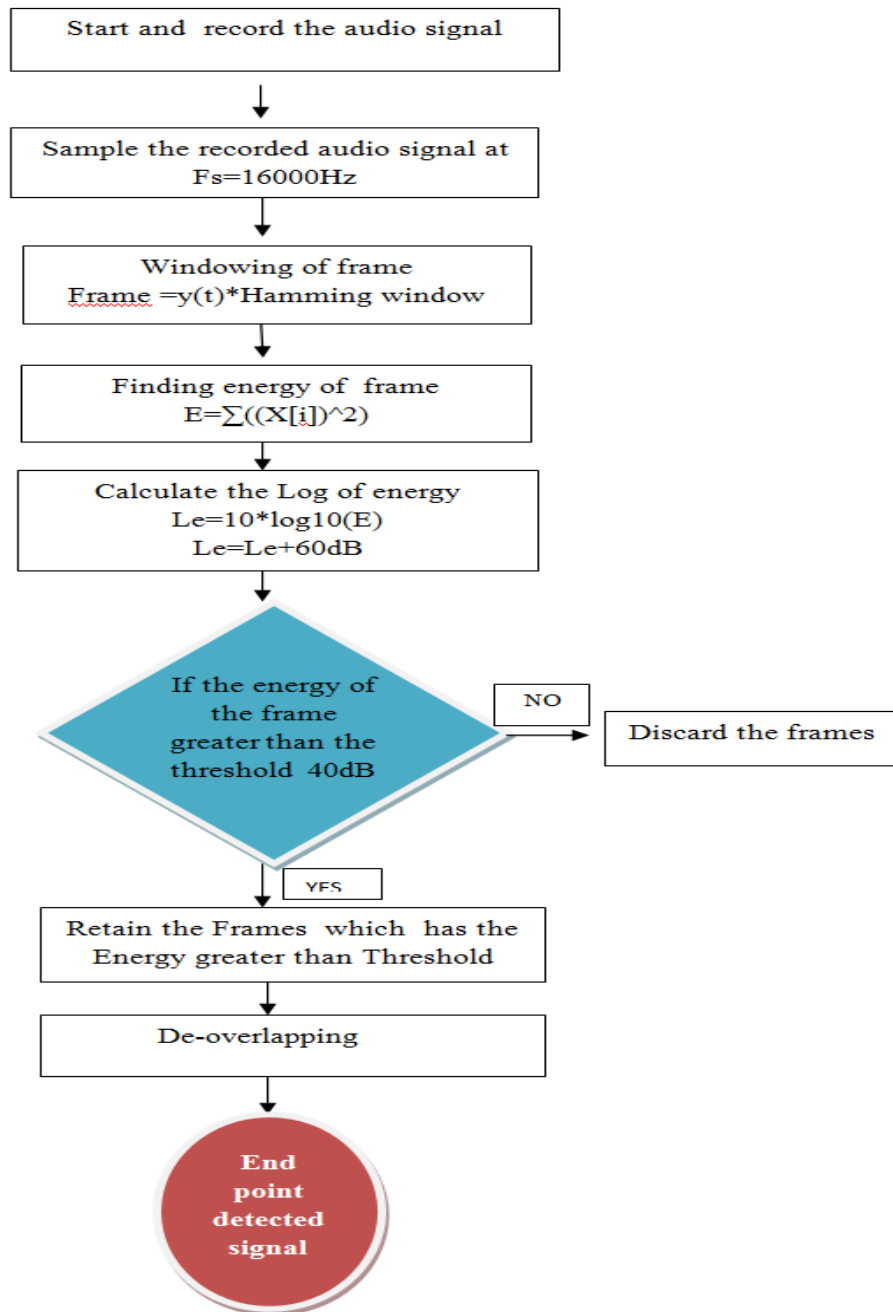 Start and record the audio signal
Sample the recorded audio signal at
Fs=16000Hz
Windowing of frame
Frame =y(t)*Hamming window
Finding energy of frame
E=∑((X[i])^2)
Calculate the Log of energy
Le=10*log10(E)
Le=Le+60dB
If the energy of
the frame
greater than the
threshold 40dB
NO
Discard the frames
YES
Retain the Frames which has the
Energy greater than Threshold
De-overlapping
End
point
detected
signal